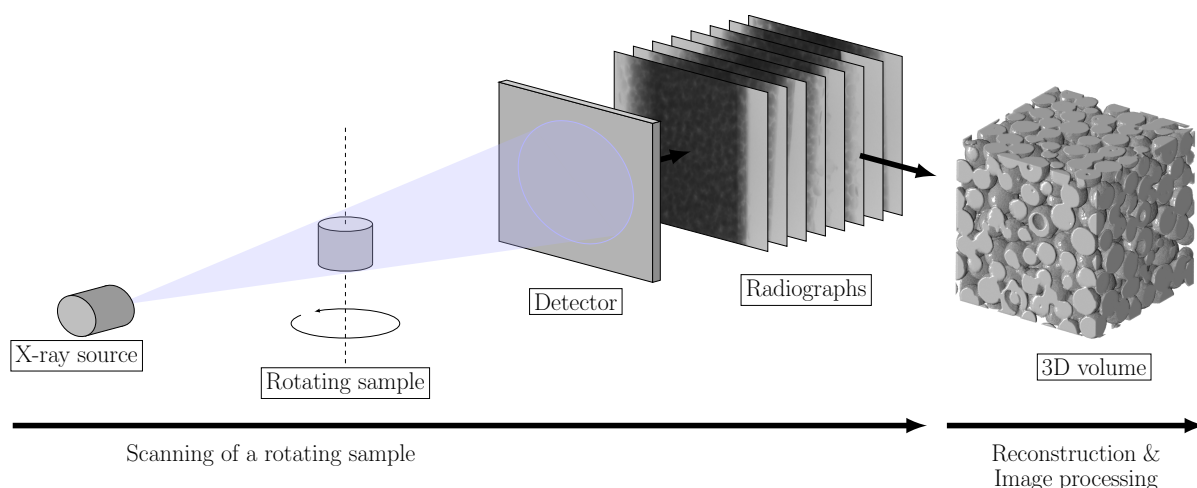 X-ray source
Rotating sample
Detector
Radiographs
3D volume
Scanning of a rotating sample
Reconstruction &
Image processing